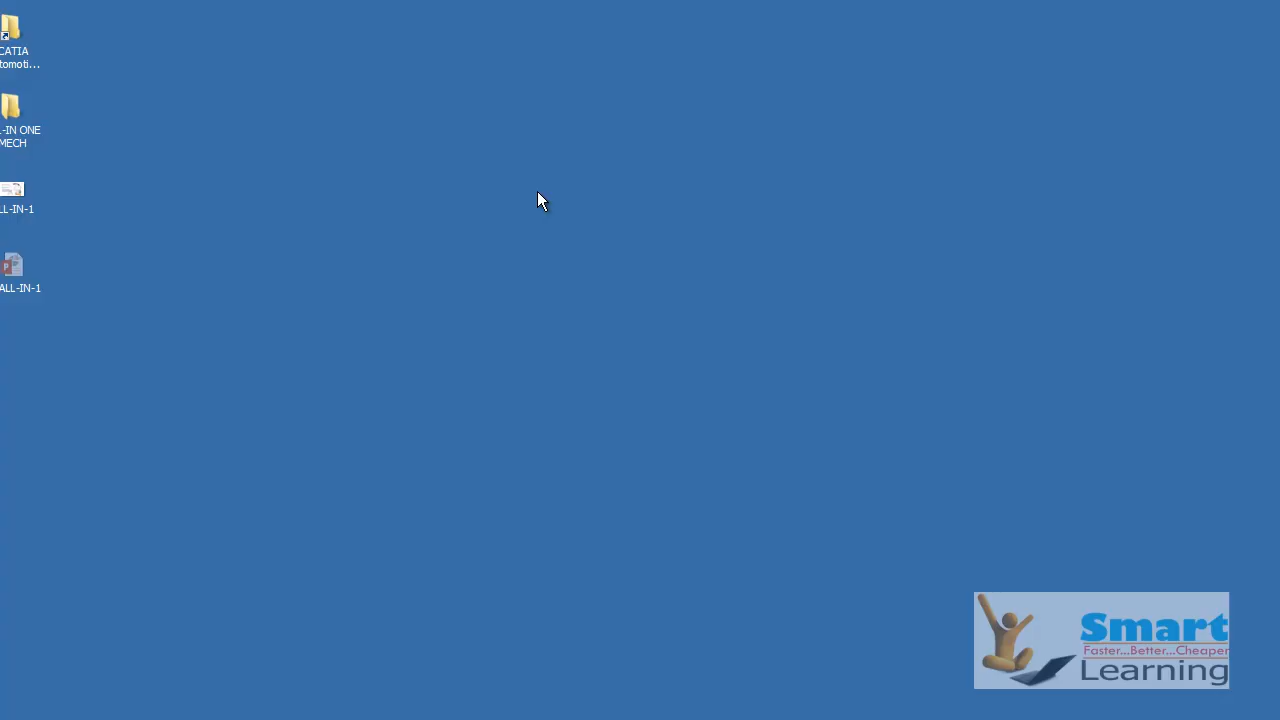 CATIA
tomoti...
-IN ONE
MECH
LL-IN-1
ALL-IN-1
Smart
Faster...Better...Cheaper
Learning